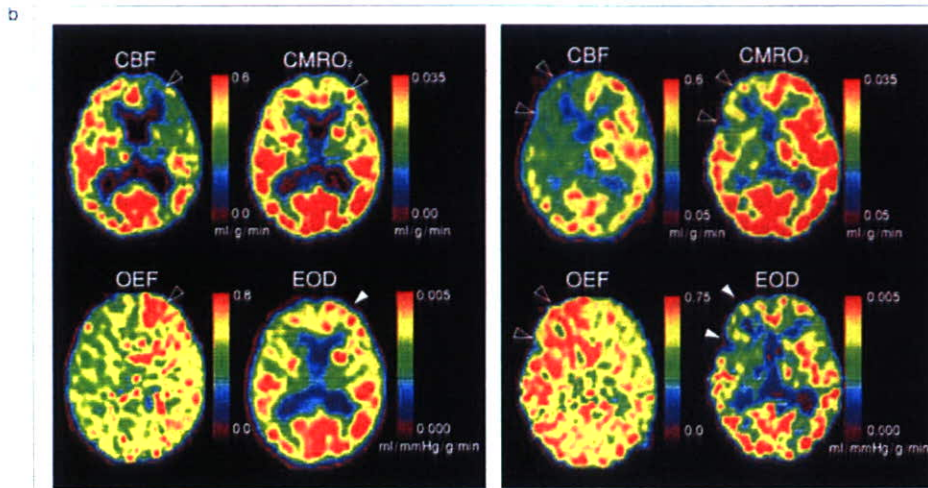 b
CBF
CMRO₂
0.6
0.035
0.0
0.00
ml/g/min
ml/g/min
OEF
EOD
0.8
0.005
0.0
0.000
ml/mmHg/g/min
CBF
CMRO₂
0.6
0.035
0.05
0.05
ml/g/min
ml/g/min
OEF
EOD
0.75
0.005
0.0
0.000
ml/mmHg/g/min